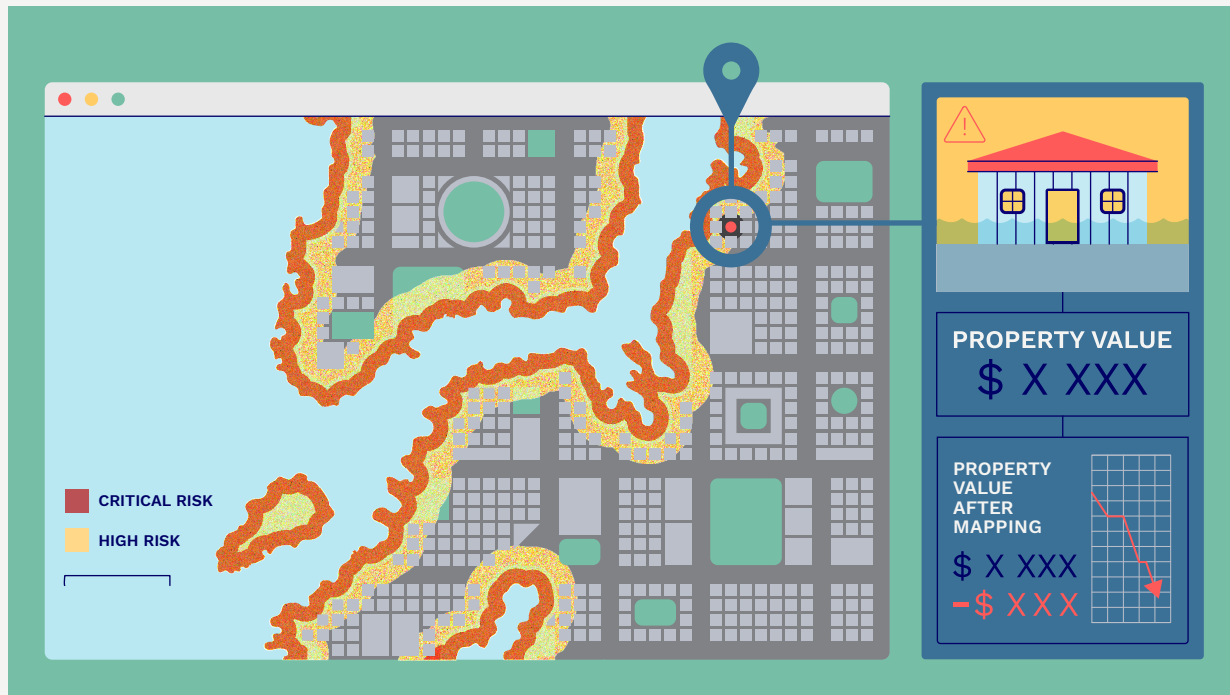 CRITICAL RISK
HIGH RISK
!
PROPERTY VALUE
$ X XXX
PROPERTY
VALUE
AFTER
MAPPING
$ X XXX
-$ XXX